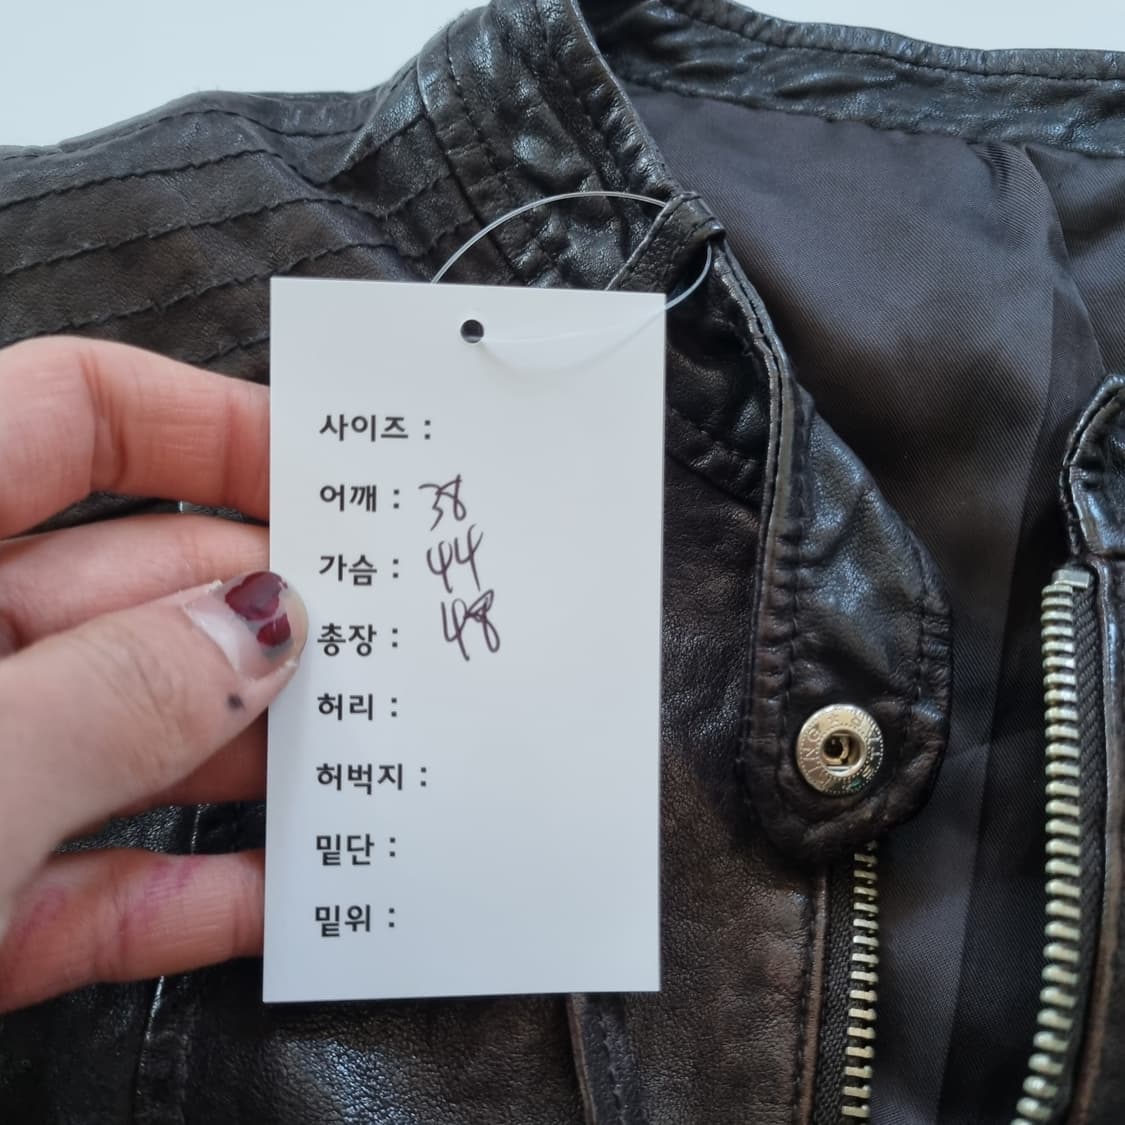 사이즈 :
어깨 : 38
가슴 : 44
총장 : 48
허리 :
허벅지 :
밑단 :
밑위 :